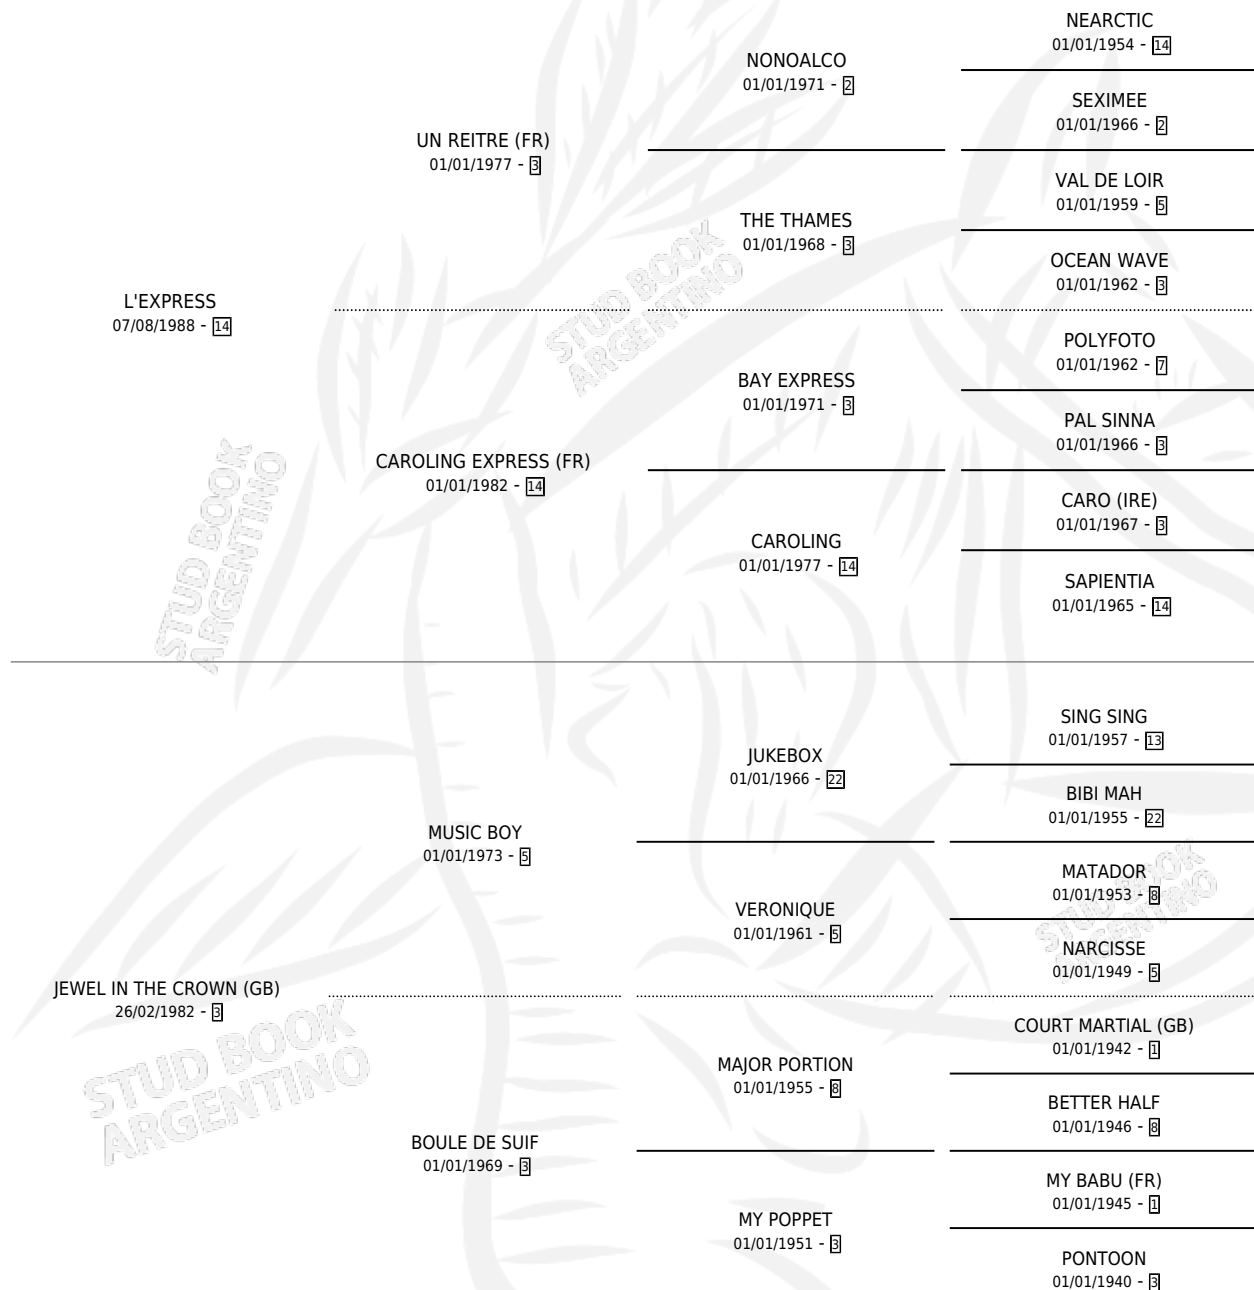 NEARCTIC
01/01/1954 - 14
NONOALCO
01/01/1971 - 2
SEXIMEE
01/01/1966 - 2
UN REITRE (FR)
01/01/1977 - 3
VAL DE LOIR
01/01/1959 - 5
THE THAMES
01/01/1968 - 3
OCEAN WAVE
01/01/1962 - 3
L'EXPRESS
07/08/1988 - 14
STUD BOOK
ARGENTINO
POLYFOTO
01/01/1962 - 7
BAY EXPRESS
01/01/1971 - 3
PAL SINNA
01/01/1966 - 3
CAROLING EXPRESS (FR)
01/01/1982 - 14
CARO (IRE)
01/01/1967 - 3
CAROLING
01/01/1977 - 14
SAPIENTIA
01/01/1965 - 14
STUD BOOK
ARGENTINO
SING SING
01/01/1957 - 13
JUKEBOX
01/01/1966 - 22
BIBI MAH
01/01/1955 - 22
MUSIC BOY
01/01/1973 - 5
MATADOR
01/01/1953 - 8
VERONIQUE
01/01/1961 - 5
NARCISSE
01/01/1949 - 5
STUD BOOK
ARGENTINO
JEWEL IN THE CROWN (GB)
26/02/1982 - 3
COURT MARTIAL (GB)
01/01/1942 - 1
MAJOR PORTION
01/01/1955 - 8
BETTER HALF
01/01/1946 - 8
BOULE DE SUIF
01/01/1969 - 3
MY BABU (FR)
01/01/1945 - 1
MY POPPET
01/01/1951 - 3
PONTOON
01/01/1940 - 3
STUD BOOK
ARGENTINO